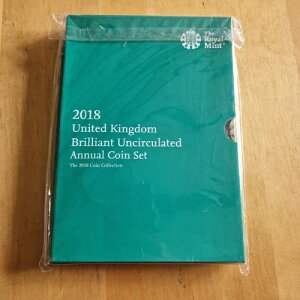 The
Royal
Mint
2018
United Kingdom
Brilliant Uncirculated
Annual Coin Set
The 2018 Coin Collection